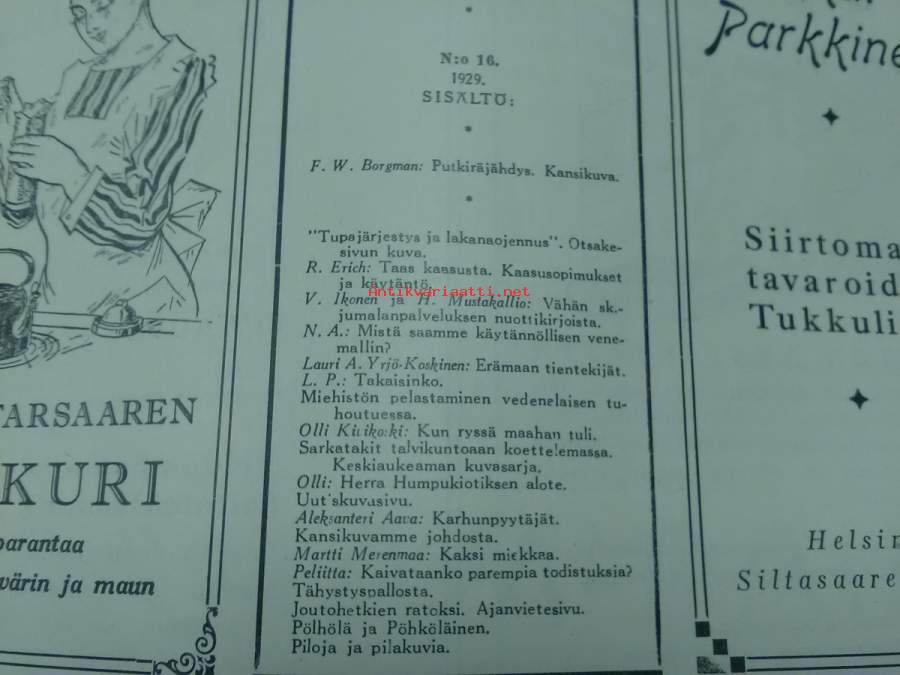 N:o 16.
1929.
SISÄLTÖ:
F. W. Borgman: Putkiräjähdys. Kansikuva.
"Tupajärjestys ja lakanaojennus". Otsake-
sivun kuva.
R. Erich: Taas kaasusta. Kaasusopimukset
ja käytäntö.
Antikvariaatti.net
V. Ikonen ja H. Mustakallio: Vähän sk.-
jumalanpalveluksen nuottikirjoista.
N. A.: Mistä saamme käytännöllisen vene-
mallin?
Lauri A. Yrjö-Koskinen: Erämaan tientekijät.
L. P.: Takaisinko.
Miehistön pelastaminen vedenelaisen tu-
houtuessa.
Olli Kivikoski: Kun ryssä maahan tuli.
Sarkatakit talvikuntoaan koettelemassa.
Keskiaukeaman kuvasarja.
Olli: Herra Humpukiotiksen alote.
Uut'skuvasivu.
Aleksanteri Aava: Karhunpyytäjät.
Kansikuvamme johdosta.
Martti Merenmaa: Kaksi miekkaa.
Peliitta: Kaivataanko parempia todistuksia?
Tähystyspallosta.
Joutohetkien ratoksi. Ajanvietesivu.
Pölhölä ja Pöhköläinen.
Piloja ja pilakuvia.
TARSAAREN
KURI
parantaa
värin ja maun
Parkkine
Siirtoma
tavaroid
Tukkuli
Helsin
Siltasaare